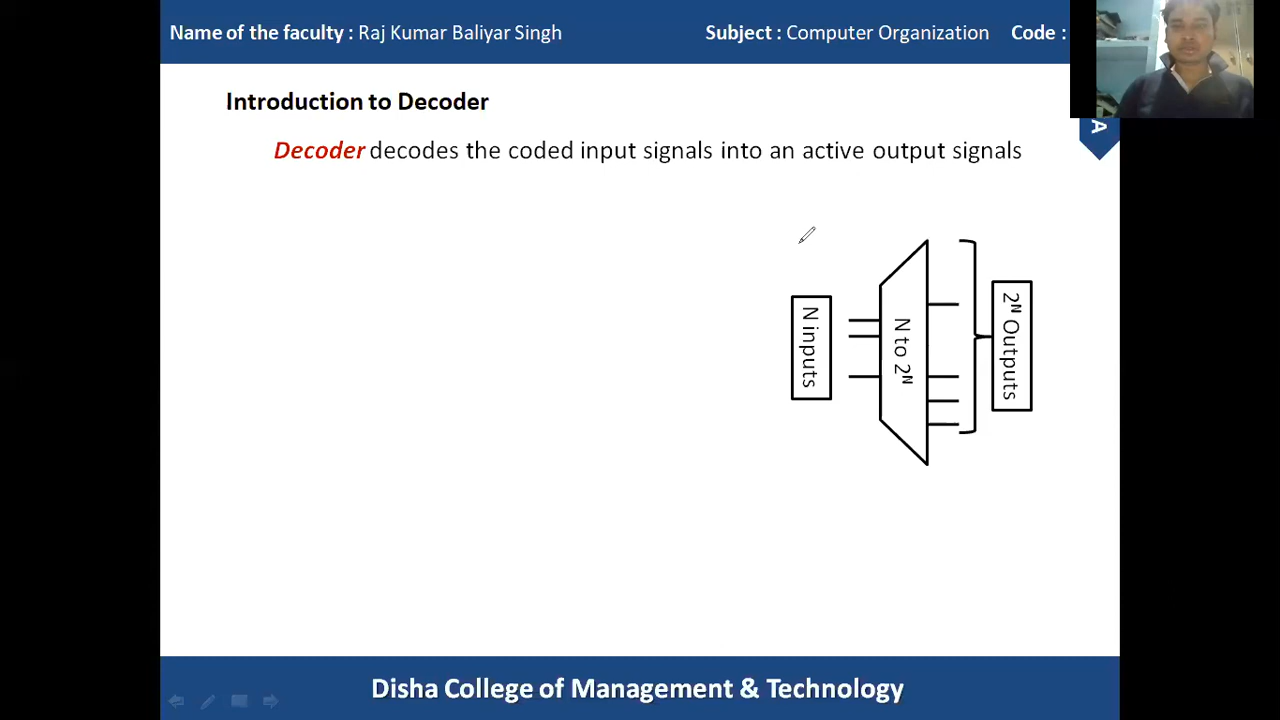 Name of the faculty : Raj Kumar Baliyar Singh Subject : Computer Organization Code :
A
Introduction to Decoder
Decoder decodes the coded input signals into an active output signals
N inputs
N to 2ᴺ
2ᴺ Outputs
Disha College of Management & Technology